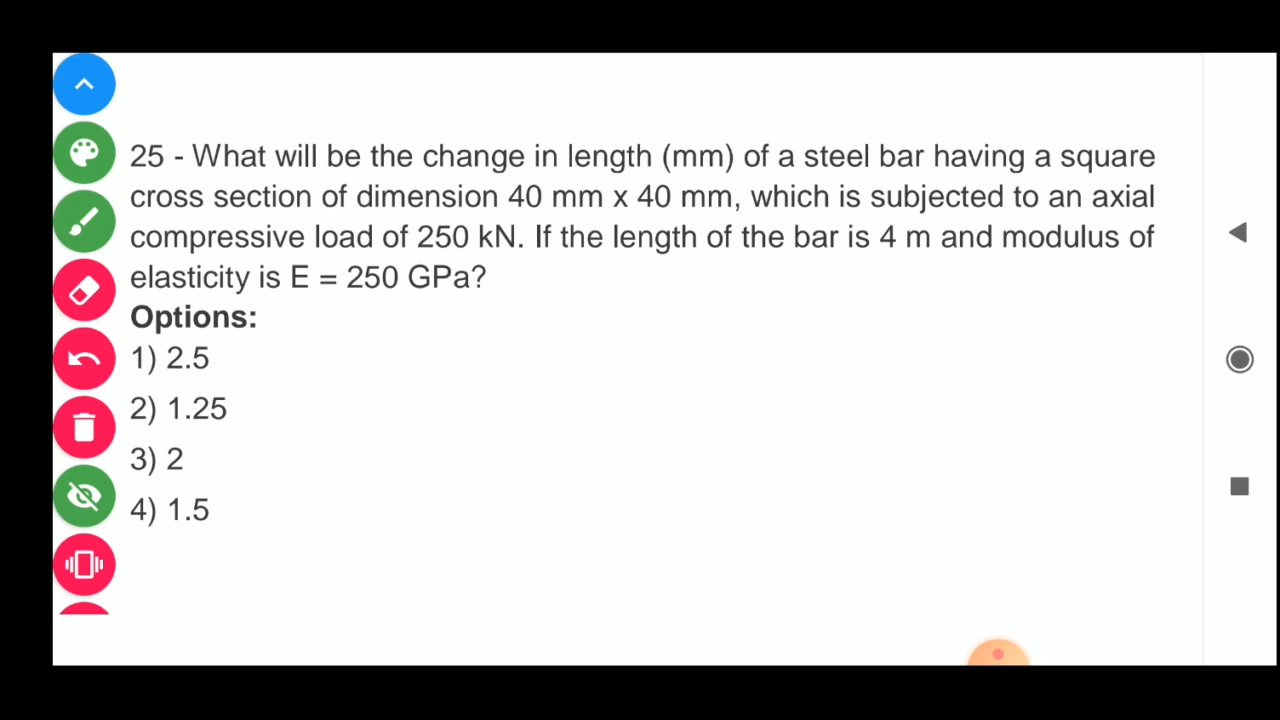 25 - What will be the change in length (mm) of a steel bar having a square
cross section of dimension 40 mm x 40 mm, which is subjected to an axial
compressive load of 250 kN. If the length of the bar is 4 m and modulus of
elasticity is E = 250 GPa?
Options:
1) 2.5
2) 1.25
3) 2
4) 1.5